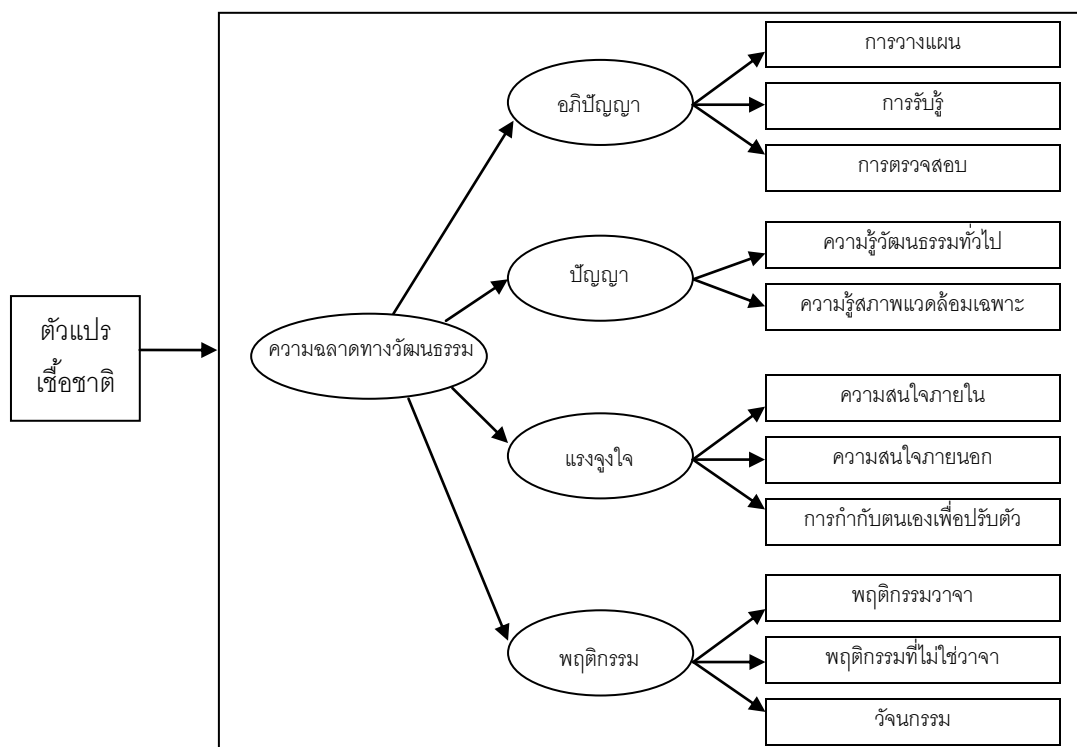 ตัวแปร
เชื้อชาติ
ความฉลาดทางวัฒนธรรม
อภิปัญญา
การวางแผน
การรับรู้
การตรวจสอบ
ปัญญา
ความรู้วัฒนธรรมทั่วไป
ความรู้สภาพแวดล้อมเฉพาะ
แรงจูงใจ
ความสนใจภายใน
ความสนใจภายนอก
การกำกับตนเองเพื่อปรับตัว
พฤติกรรม
พฤติกรรมวาจา
พฤติกรรมที่ไม่ใช่วาจา
วัจนกรรม